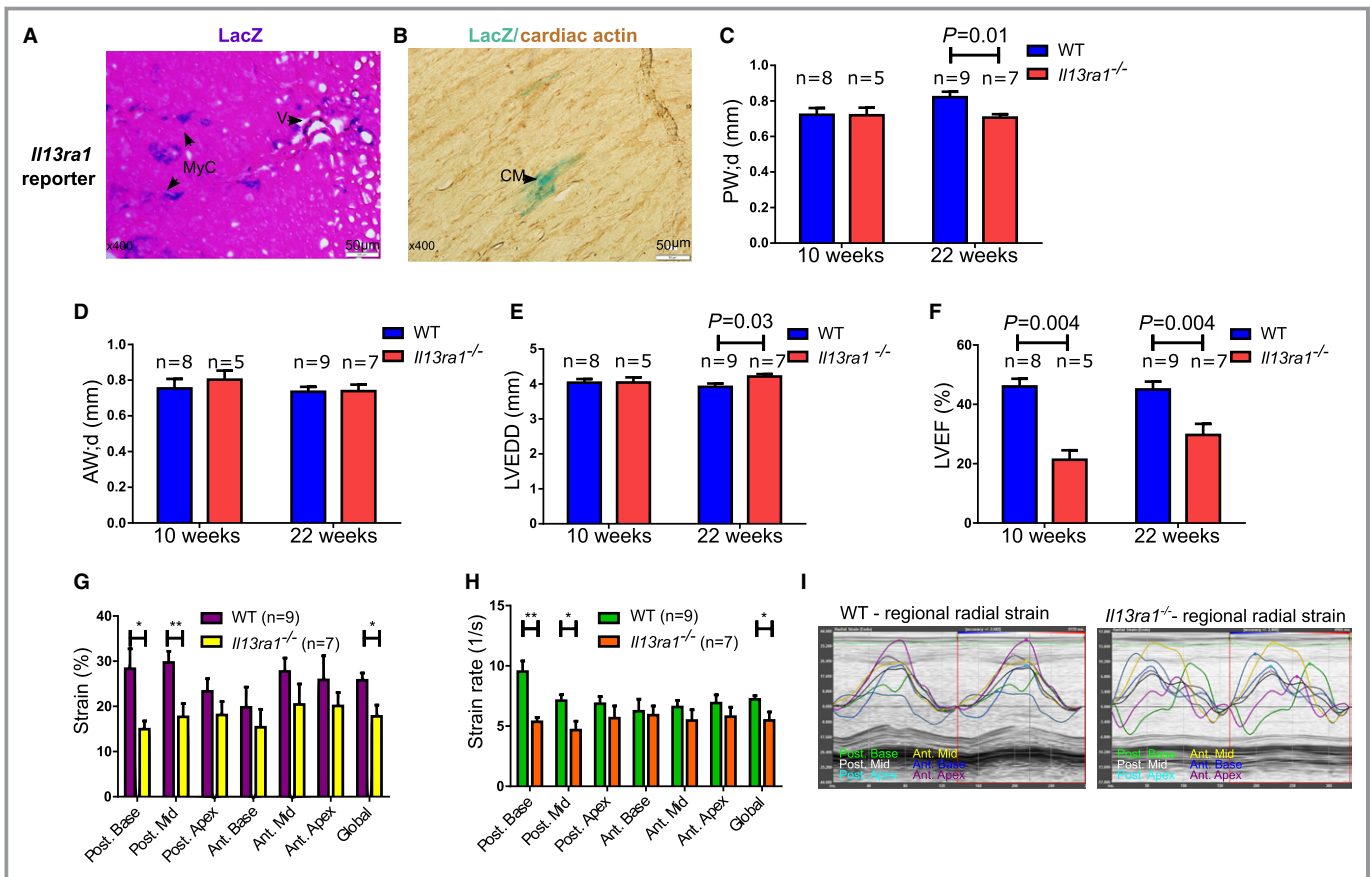 A
LacZ
Il13ra1
reporter
V
MyC
x400
50µm
B
LacZ/cardiac actin
CM
x400
50µm
C
P=0.01
WT
Il13ra1-/-
n=8
n=5
n=9
n=7
PW;d (mm)
1.0
0.8
0.6
0.4
0.2
0.0
10 weeks
22 weeks
D
WT
Il13ra1-/-
n=8
n=5
n=9
n=7
AW;d (mm)
1.0
0.8
0.6
0.4
0.2
0.0
10 weeks
22 weeks
E
P=0.03
WT
Il13ra1 -/-
n=8
n=5
n=9
n=7
LVEDD (mm)
5
4
3
2
1
0
10 weeks
22 weeks
F
P=0.004
P=0.004
WT
Il13ra1-/-
n=8
n=5
n=9
n=7
LVEF (%)
60
40
20
0
10 weeks
22 weeks
G
WT (n=9)
Il13ra1-/- (n=7)
*
**
*
Strain (%)
40
30
20
10
0
Post. Base
Post. Mid
Post. Apex
Ant. Base
Ant. Mid
Ant. Apex
Global
H
WT (n=9)
Il13ra1-/- (n=7)
**
*
*
Strain rate (1/s)
15
10
5
0
Post. Base
Post. Mid
Post. Apex
Ant. Base
Ant. Mid
Ant. Apex
Global
I
WT - regional radial strain
Post. Base
Ant. Mid
Post. Mid
Ant. Base
Post. Apex
Ant. Apex
Il13ra1-/-- regional radial strain
Post. Base
Ant. Mid
Post. Mid
Ant. Base
Post. Apex
Ant. Apex